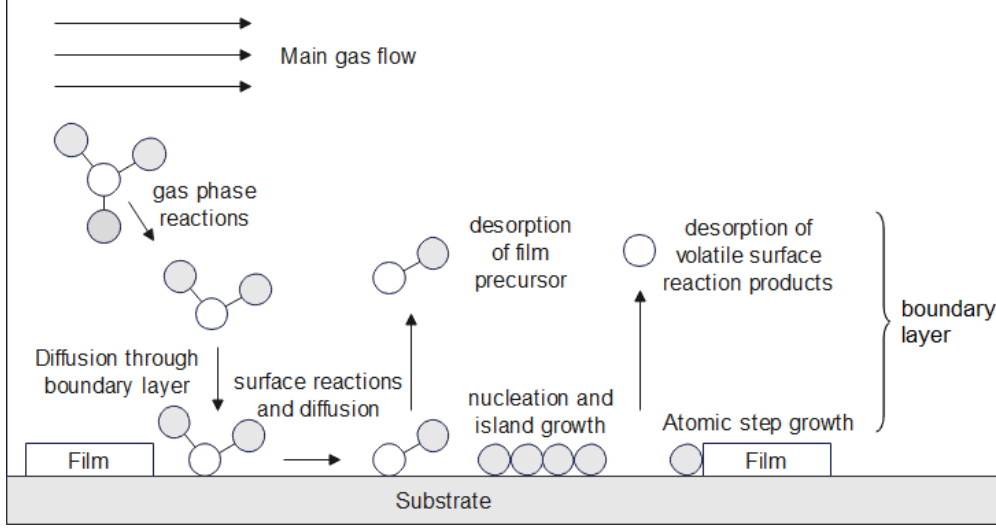 Main gas flow
gas phase
reactions
desorption
of film
precursor
desorption of
volatile surface
reaction products
boundary
layer
Diffusion through
boundary layer
surface reactions
and diffusion
nucleation and
island growth
Atomic step growth
Film
Film
Substrate